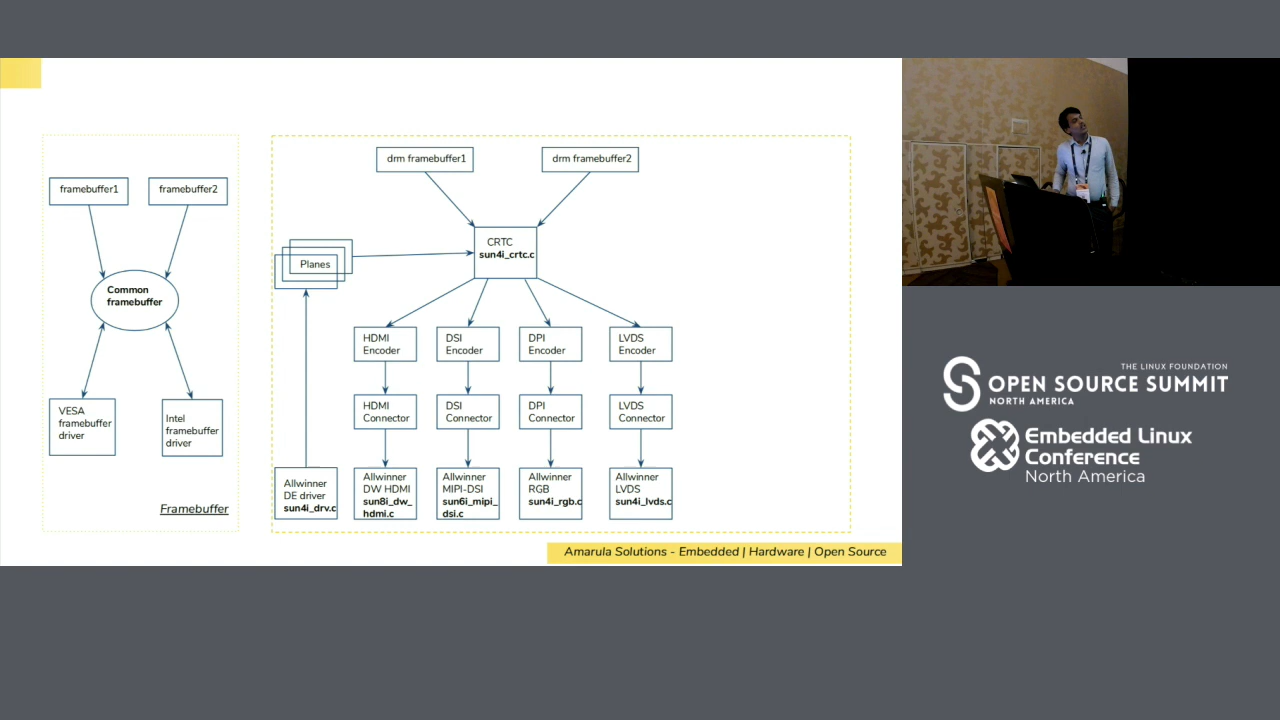 framebuffer1
framebuffer2
Common
framebuffer
VESA
framebuffer
driver
Intel
framebuffer
driver
Framebuffer
drm framebuffer1
drm framebuffer2
CRTC
sun4i_crtc.c
Planes
HDMI
Encoder
DSI
Encoder
DPI
Encoder
LVDS
Encoder
HDMI
Connector
DSI
Connector
DPI
Connector
LVDS
Connector
Allwinner
DE driver
sun4i_drv.c
Allwinner
DW HDMI
sun8i_dw_
hdmi.c
Allwinner
MIPI-DSI
sun6i_mipi_
dsi.c
Allwinner
RGB
sun4i_rgb.c
Allwinner
LVDS
sun4i_lvds.c
Amarula Solutions - Embedded | Hardware | Open Source
THE LINUX FOUNDATION
OPEN SOURCE SUMMIT
NORTH AMERICA
Embedded Linux
Conference
North America